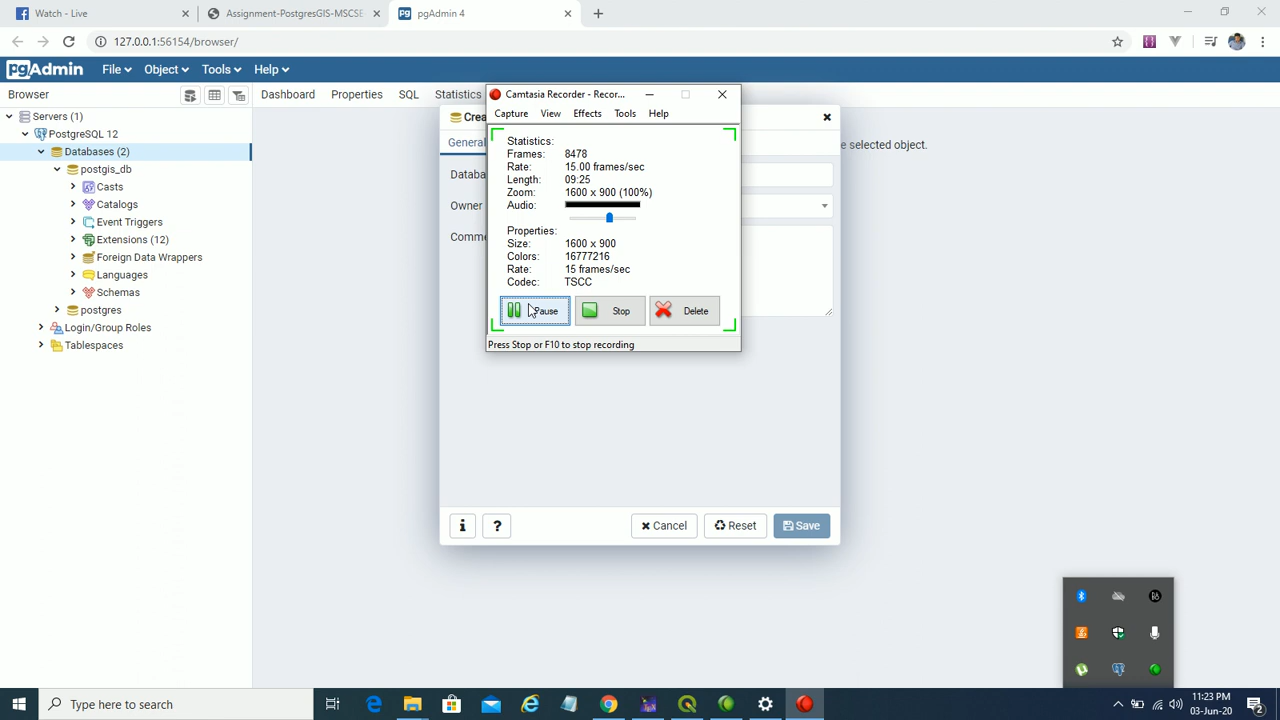 Watch - Live
Assignment-PostgresGIS-MSCSE
pgAdmin 4
127.0.0.1:56154/browser/
pgAdmin File Object Tools Help
Browser
Dashboard Properties SQL Statistics
Servers (1)
PostgreSQL 12
Databases (2)
postgis_db
Casts
Catalogs
Event Triggers
Extensions (12)
Foreign Data Wrappers
Languages
Schemas
postgres
Login/Group Roles
Tablespaces
Crea
General
Databa
Owner
Comme
e selected object.
Camtasia Recorder - Recor...
Capture View Effects Tools Help
Statistics:
Frames: 8478
Rate: 15.00 frames/sec
Length: 09:25
Zoom: 1600 x 900 (100%)
Audio:
Properties:
Size: 1600 x 900
Colors: 16777216
Rate: 15 frames/sec
Codec: TSCC
Pause Stop Delete
Press Stop or F10 to stop recording
i ? Cancel Reset Save
Type here to search
11:23 PM
03-Jun-20
2